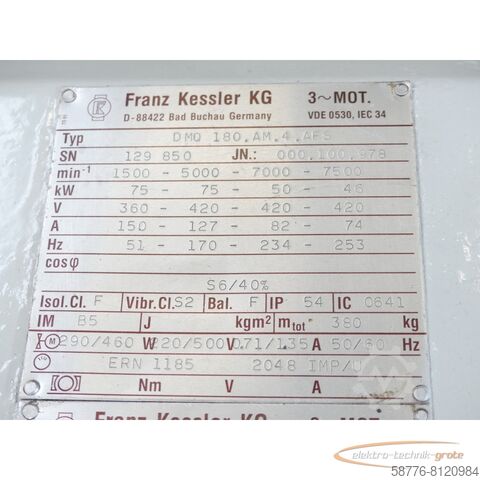 Franz Kessler KG 3~MOT.
D-88422 Bad Buchau Germany VDE 0530, IEC 34
Typ DMQ 180.AM.4.AFS
SN 129 850 JN.: 000.100.978
min⁻¹ 1500 - 5000 - 7000 - 7500
kW 75 - 75 - 50 - 46
V 360 - 420 - 420 - 420
A 150 - 127 - 82 - 74
Hz 51 - 170 - 234 - 253
cosφ
S6/40%
Isol.Cl. F Vibr.Cl. S2 Bal. F IP 54 IC 0641
IM B5 J kgm² mtot 380 kg
M 290/460 W 220/500 V 0.71/1.35 A 50/60 Hz
ERN 1185 2048 IMP/U
Nm V A
Franz Kessler KG 3~MOT.
elektro-technik-grote
58776-8120984